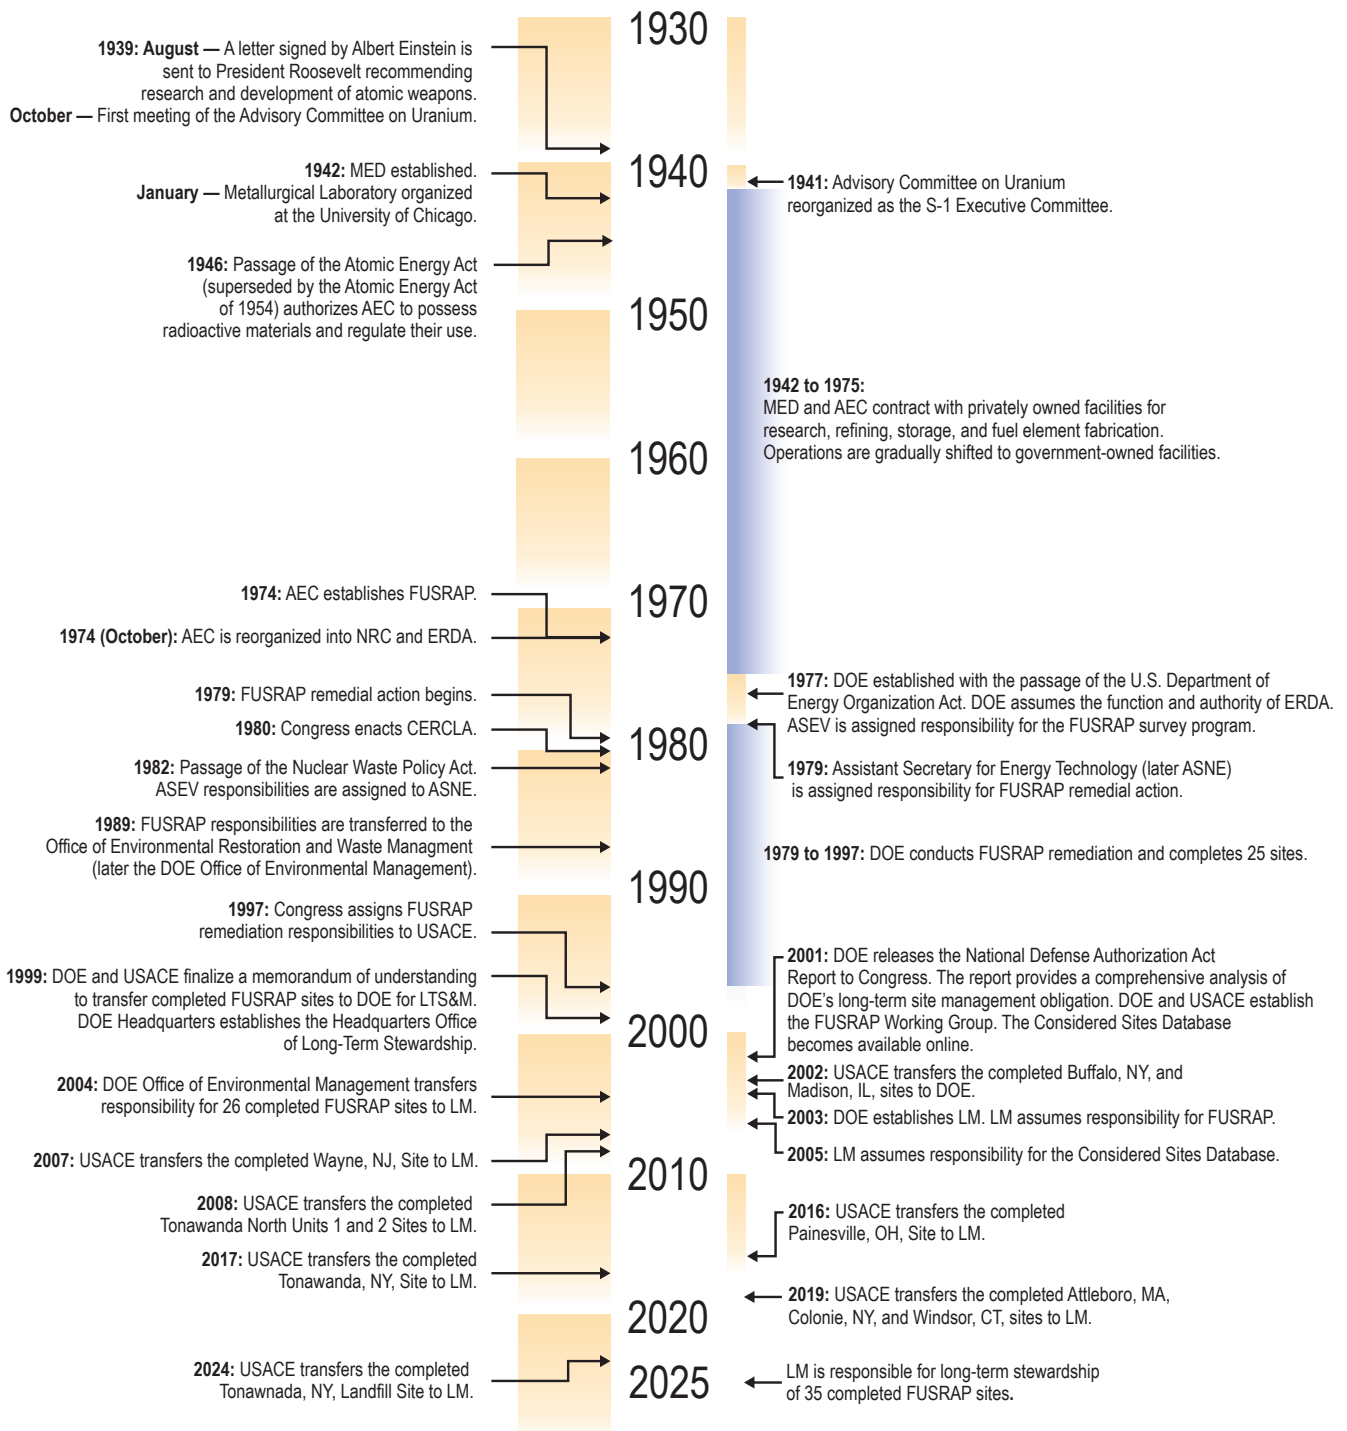 1930
1939: August — A letter signed by Albert Einstein is
sent to President Roosevelt recommending
research and development of atomic weapons.
October — First meeting of the Advisory Committee on Uranium.
1940
1942: MED established.
January — Metallurgical Laboratory organized
at the University of Chicago.
1941: Advisory Committee on Uranium
reorganized as the S-1 Executive Committee.
1946: Passage of the Atomic Energy Act
(superseded by the Atomic Energy Act
of 1954) authorizes AEC to possess
radioactive materials and regulate their use.
1950
1942 to 1975:
MED and AEC contract with privately owned facilities for
research, refining, storage, and fuel element fabrication.
Operations are gradually shifted to government-owned facilities.
1960
1970
1974: AEC establishes FUSRAP.
1974 (October): AEC is reorganized into NRC and ERDA.
1977: DOE established with the passage of the U.S. Department of
Energy Organization Act. DOE assumes the function and authority of ERDA.
ASEV is assigned responsibility for the FUSRAP survey program.
1979: FUSRAP remedial action begins.
1980: Congress enacts CERCLA.
1980
1979: Assistant Secretary for Energy Technology (later ASNE)
is assigned responsibility for FUSRAP remedial action.
1982: Passage of the Nuclear Waste Policy Act.
ASEV responsibilities are assigned to ASNE.
1989: FUSRAP responsibilities are transferred to the
Office of Environmental Restoration and Waste Managment
(later the DOE Office of Environmental Management).
1979 to 1997: DOE conducts FUSRAP remediation and completes 25 sites.
1990
1997: Congress assigns FUSRAP
remediation responsibilities to USACE.
1999: DOE and USACE finalize a memorandum of understanding
to transfer completed FUSRAP sites to DOE for LTS&M.
DOE Headquarters establishes the Headquarters Office
of Long-Term Stewardship.
2001: DOE releases the National Defense Authorization Act
Report to Congress. The report provides a comprehensive analysis of
DOE's long-term site management obligation. DOE and USACE establish
the FUSRAP Working Group. The Considered Sites Database
becomes available online.
2000
2002: USACE transfers the completed Buffalo, NY, and
Madison, IL, sites to DOE.
2004: DOE Office of Environmental Management transfers
responsibility for 26 completed FUSRAP sites to LM.
2003: DOE establishes LM. LM assumes responsibility for FUSRAP.
2005: LM assumes responsibility for the Considered Sites Database.
2007: USACE transfers the completed Wayne, NJ, Site to LM.
2010
2008: USACE transfers the completed
Tonawanda North Units 1 and 2 Sites to LM.
2016: USACE transfers the completed
Painesville, OH, Site to LM.
2017: USACE transfers the completed
Tonawanda, NY, Site to LM.
2019: USACE transfers the completed Attleboro, MA,
Colonie, NY, and Windsor, CT, sites to LM.
2020
2024: USACE transfers the completed
Tonawnada, NY, Landfill Site to LM.
2025
LM is responsible for long-term stewardship
of 35 completed FUSRAP sites.